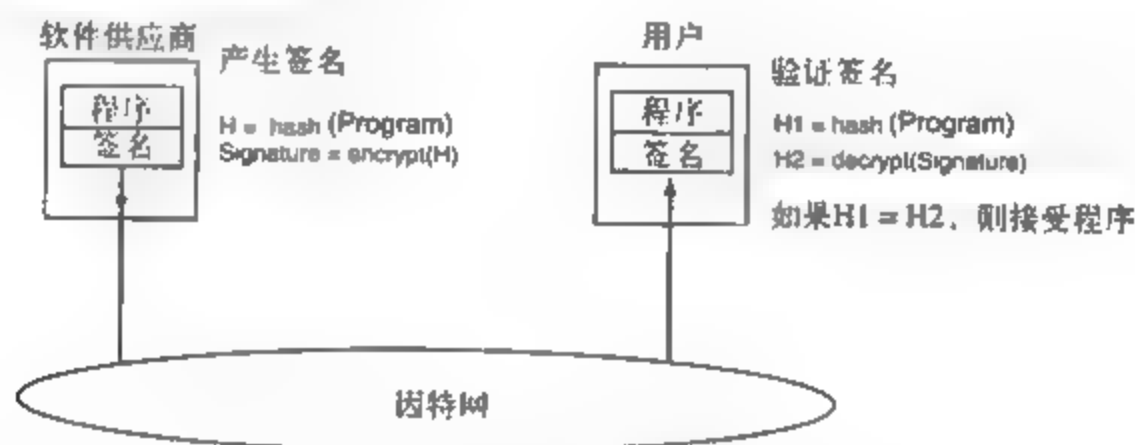 软件供应商
产生签名
程序
签名
H = hash (Program)
Signature = encrypt(H)
用户
验证签名
程序
签名
H1 = hash (Program)
H2 = decrypt(Signature)
如果H1 = H2，则接受程序
因特网